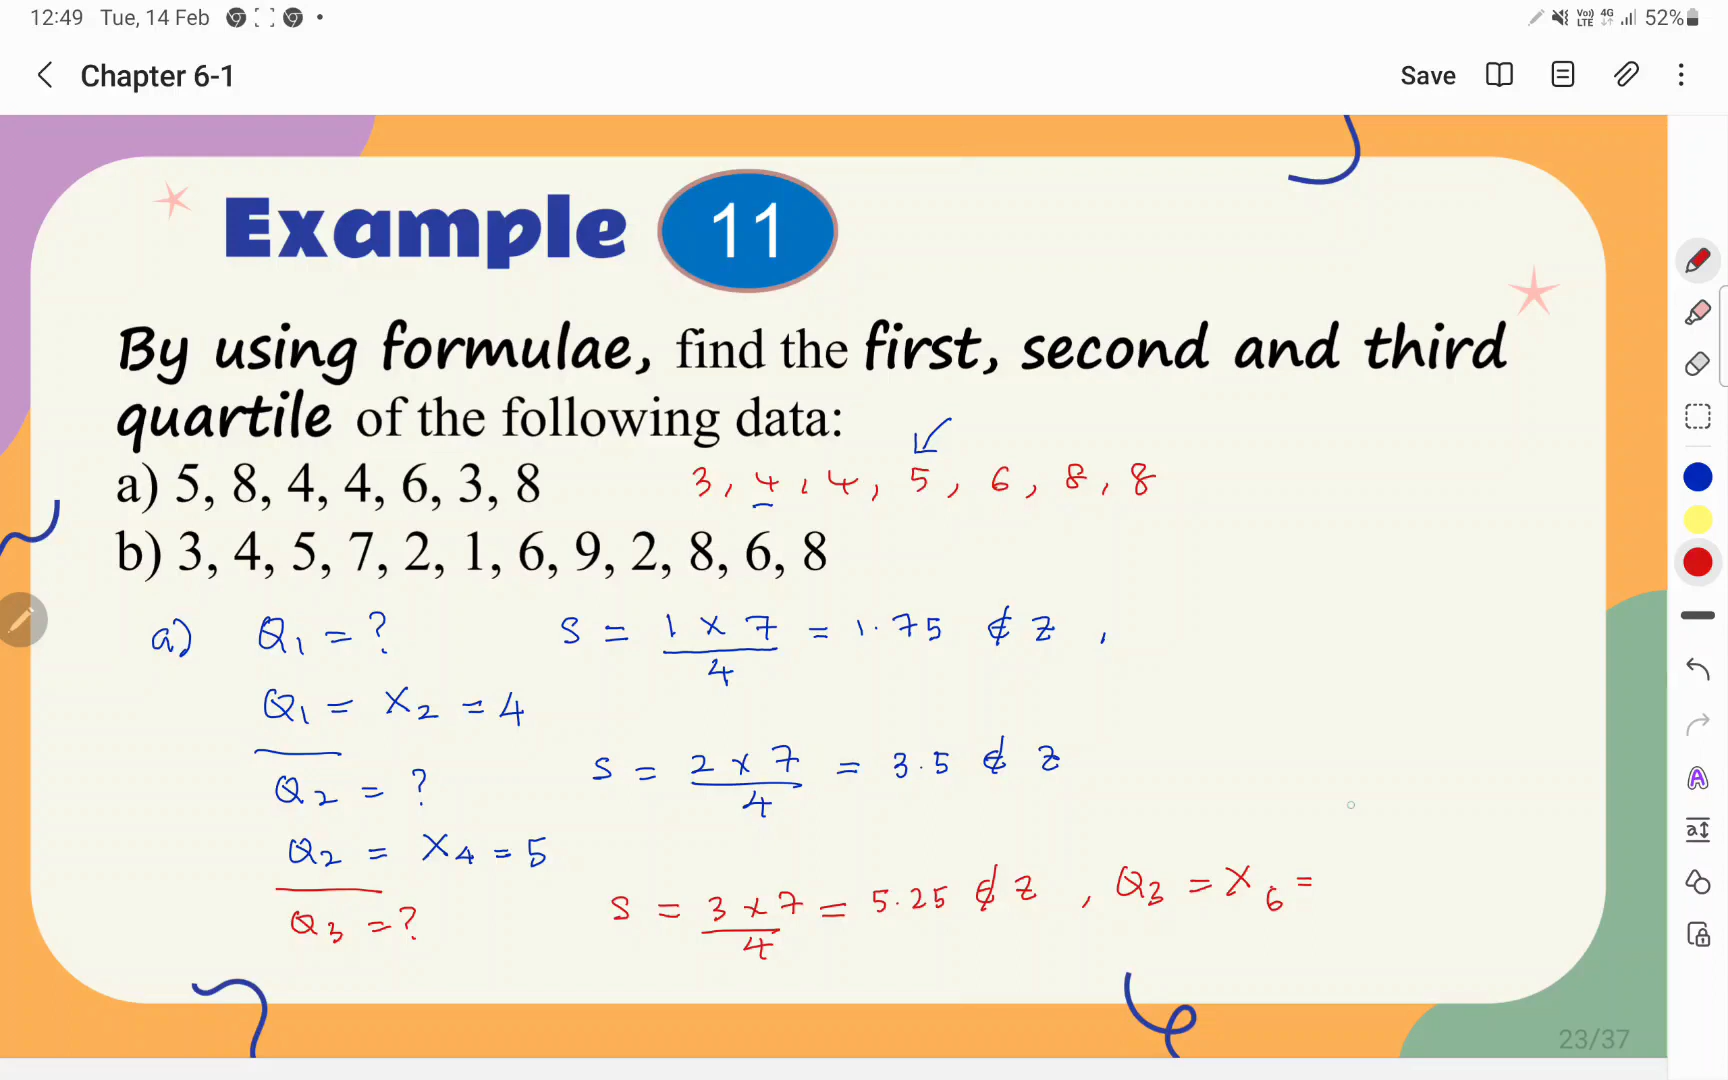 12:49 Tue, 14 Feb
Vo)) LTE 4G 52%
Chapter 6-1
Save
Example 11
By using formulae, find the first, second and third
quartile of the following data:
a) 5, 8, 4, 4, 6, 3, 8
3, 4, 4, 5, 6, 8, 8
b) 3, 4, 5, 7, 2, 1, 6, 9, 2, 8, 6, 8
a) Q1 = ? s = 1 x 7 / 4 = 1.75 ∉ Z ,
Q1 = X2 = 4
Q2 = ? s = 2 x 7 / 4 = 3.5 ∉ Z
Q2 = X4 = 5
Q3 = ? s = 3 x 7 / 4 = 5.25 ∉ Z , Q3 = X6 =
23/37